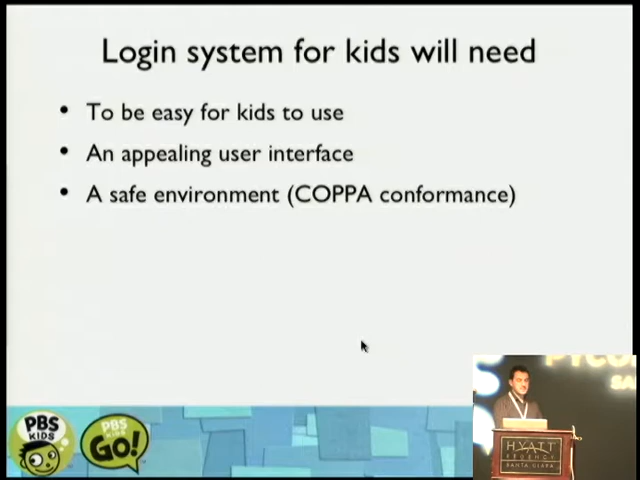 Login system for kids will need
• To be easy for kids to use
• An appealing user interface
• A safe environment (COPPA conformance)
PBS
KIDS
PBS
KIDS
GO!
HYATT
REGENCY
SANTA CLARA